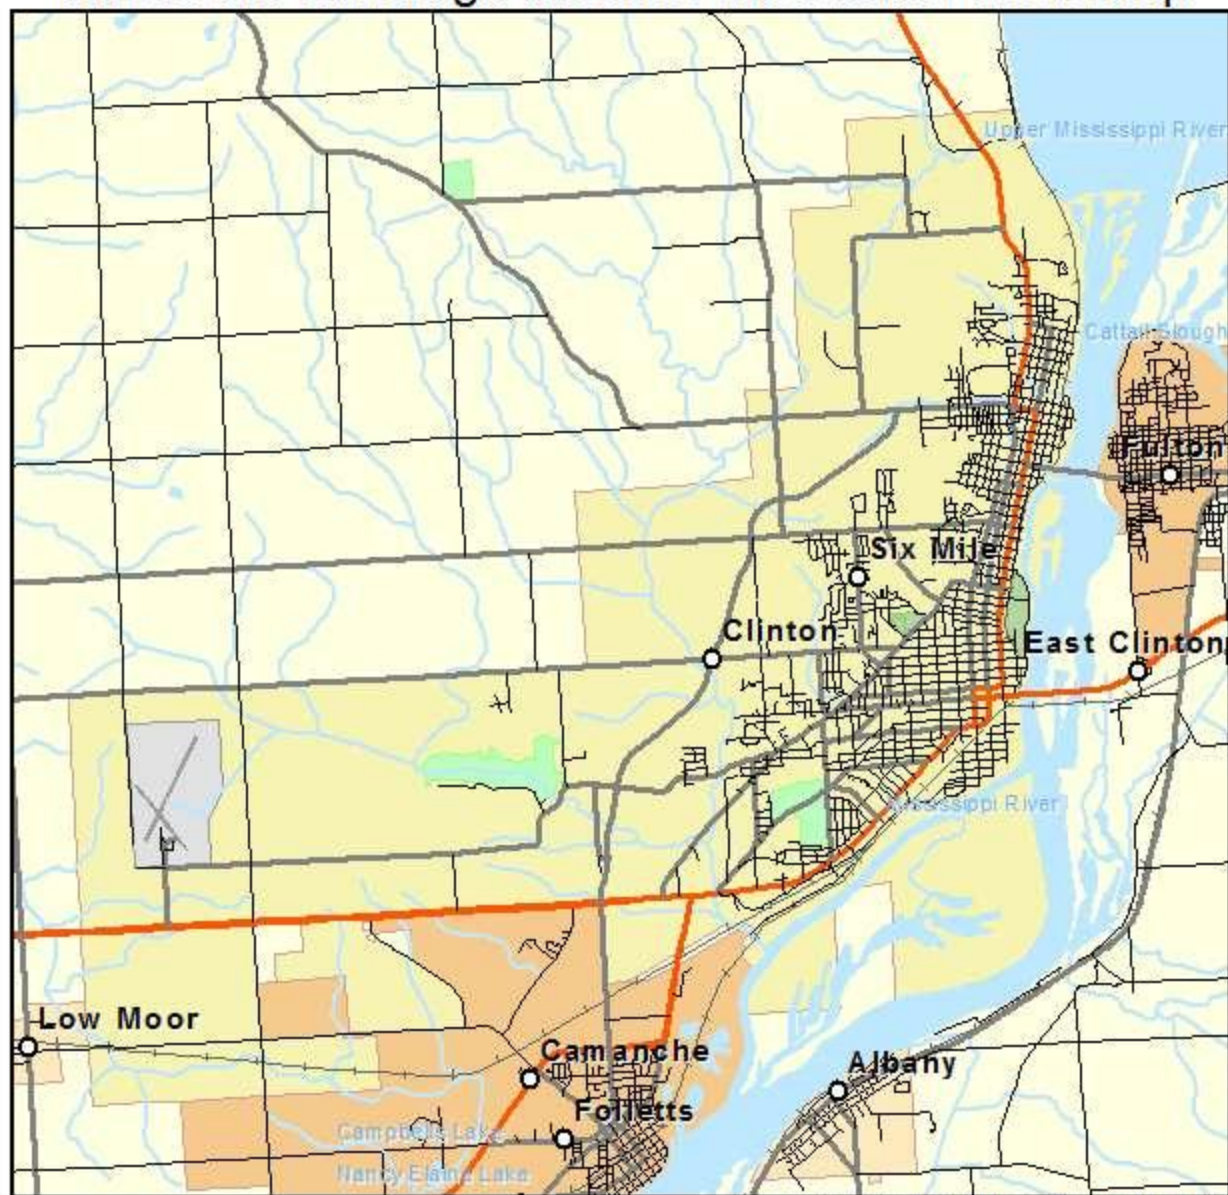 Upper Mississippi River
Cattail Slough
Fulton
Six Mile
Clinton
East Clinton
Mississippi River
Low Moor
Camanche
Albany
Folletts
Campbells Lake
Nancy Elaine Lake